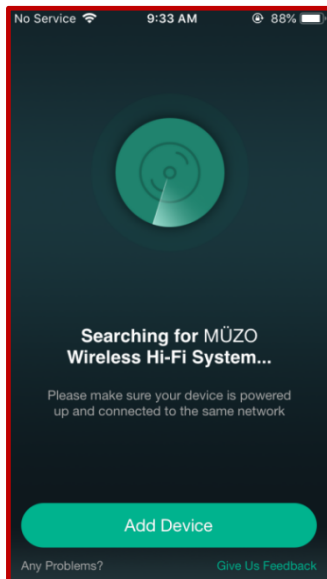 No Service 9:33 AM 88%
Searching for MÜZO
Wireless Hi-Fi System...
Please make sure your device is powered
up and connected to the same network
Add Device
Any Problems? Give Us Feedback